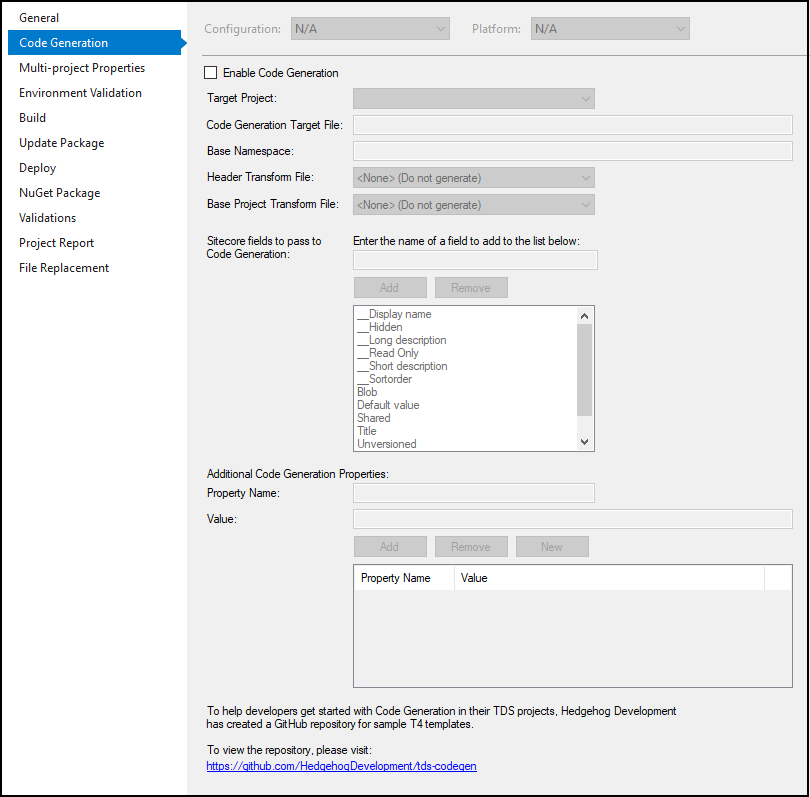 General
Code Generation
Multi-project Properties
Environment Validation
Build
Update Package
Deploy
NuGet Package
Validations
Project Report
File Replacement
Configuration: N/A Platform: N/A
Enable Code Generation
Target Project:
Code Generation Target File:
Base Namespace:
Header Transform File: <None> (Do not generate)
Base Project Transform File: <None> (Do not generate)
Sitecore fields to pass to
Code Generation:
Enter the name of a field to add to the list below:
Add Remove
__Display name
__Hidden
__Long description
__Read Only
__Short description
__Sortorder
Blob
Default value
Shared
Title
Unversioned
Additional Code Generation Properties:
Property Name:
Value:
Add Remove New
Property Name Value
To help developers get started with Code Generation in their TDS projects, Hedgehog Development
has created a GitHub repository for sample T4 templates.
To view the repository, please visit:
https://github.com/HedgehogDevelopment/tds-codegen